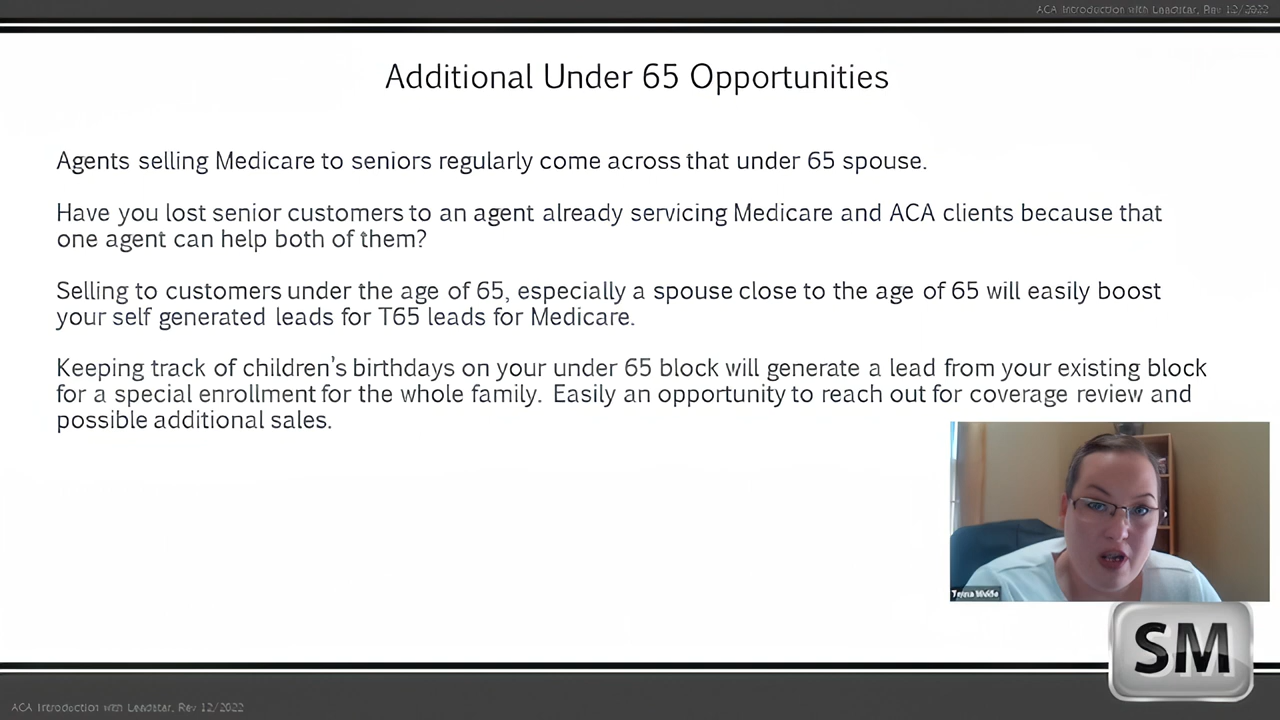 ACA Introduction with Leadstar, Rev 12/2022
Additional Under 65 Opportunities
Agents selling Medicare to seniors regularly come across that under 65 spouse.
Have you lost senior customers to an agent already servicing Medicare and ACA clients because that
one agent can help both of them?
Selling to customers under the age of 65, especially a spouse close to the age of 65 will easily boost
your self generated leads for T65 leads for Medicare.
Keeping track of children's birthdays on your under 65 block will generate a lead from your existing block
for a special enrollment for the whole family. Easily an opportunity to reach out for coverage review and
possible additional sales.
SM
ACA Introduction with Leadstar, Rev 12/2022